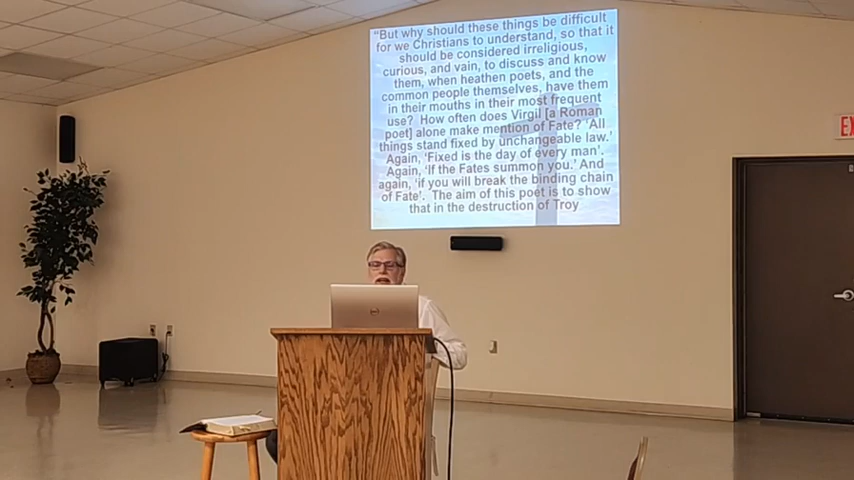 “But why should these things be difficult
for we Christians to understand, so that it
should be considered irreligious,
curious, and vain, to discuss and know
them, when heathen poets, and the
common people themselves, have them
in their mouths in their most frequent
use?  How often does Virgil [a Roman
poet] alone make mention of Fate? ‘All
things stand fixed by unchangeable law.’
Again, ‘Fixed is the day of every man’.
Again, ‘If the Fates summon you.’ And
again, ‘if you will break the binding chain
of Fate’.  The aim of this poet is to show
that in the destruction of Troy
EX
DELL